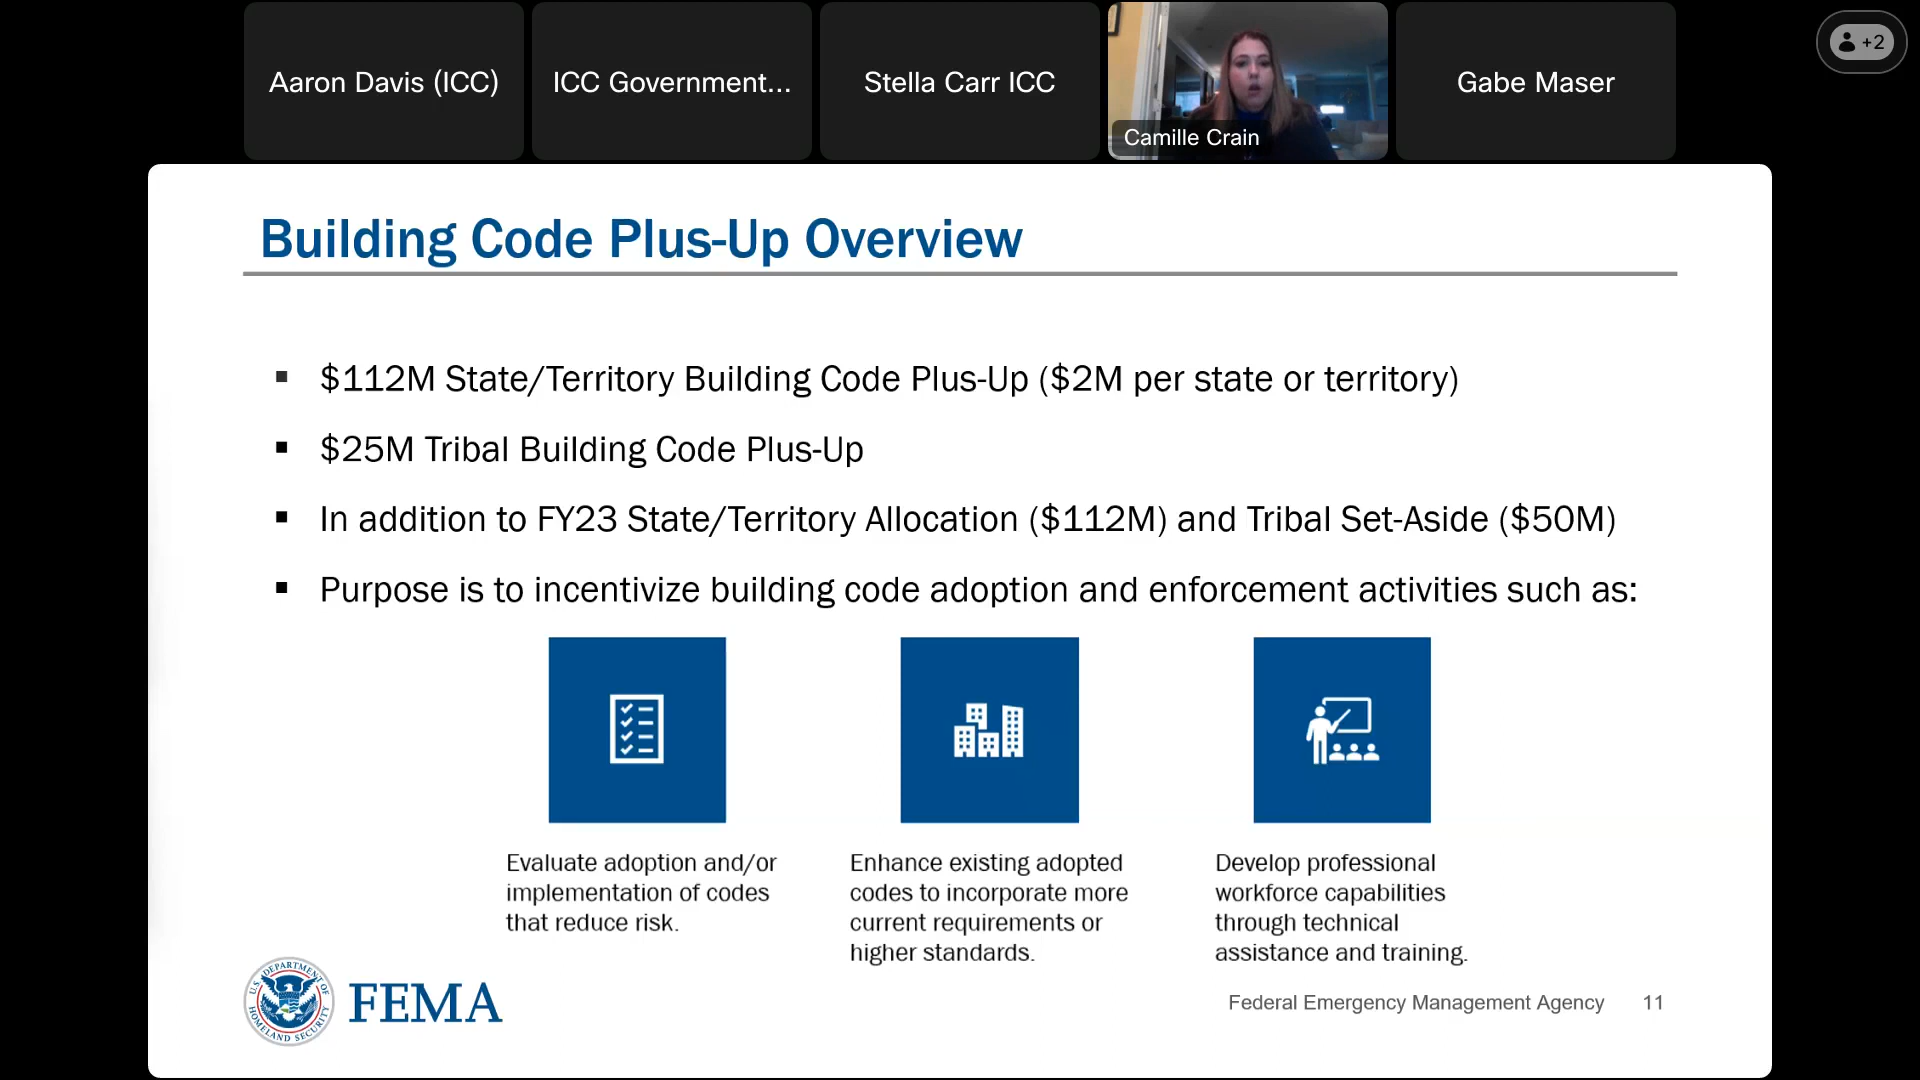 Aaron Davis (ICC)
ICC Government...
Stella Carr ICC
Camille Crain
Gabe Maser
+2
Building Code Plus-Up Overview
▪ $112M State/Territory Building Code Plus-Up ($2M per state or territory)
▪ $25M Tribal Building Code Plus-Up
▪ In addition to FY23 State/Territory Allocation ($112M) and Tribal Set-Aside ($50M)
▪ Purpose is to incentivize building code adoption and enforcement activities such as:
Evaluate adoption and/or
implementation of codes
that reduce risk.
Enhance existing adopted
codes to incorporate more
current requirements or
higher standards.
Develop professional
workforce capabilities
through technical
assistance and training.
U.S. DEPARTMENT OF
HOMELAND SECURITY
FEMA
Federal Emergency Management Agency
11